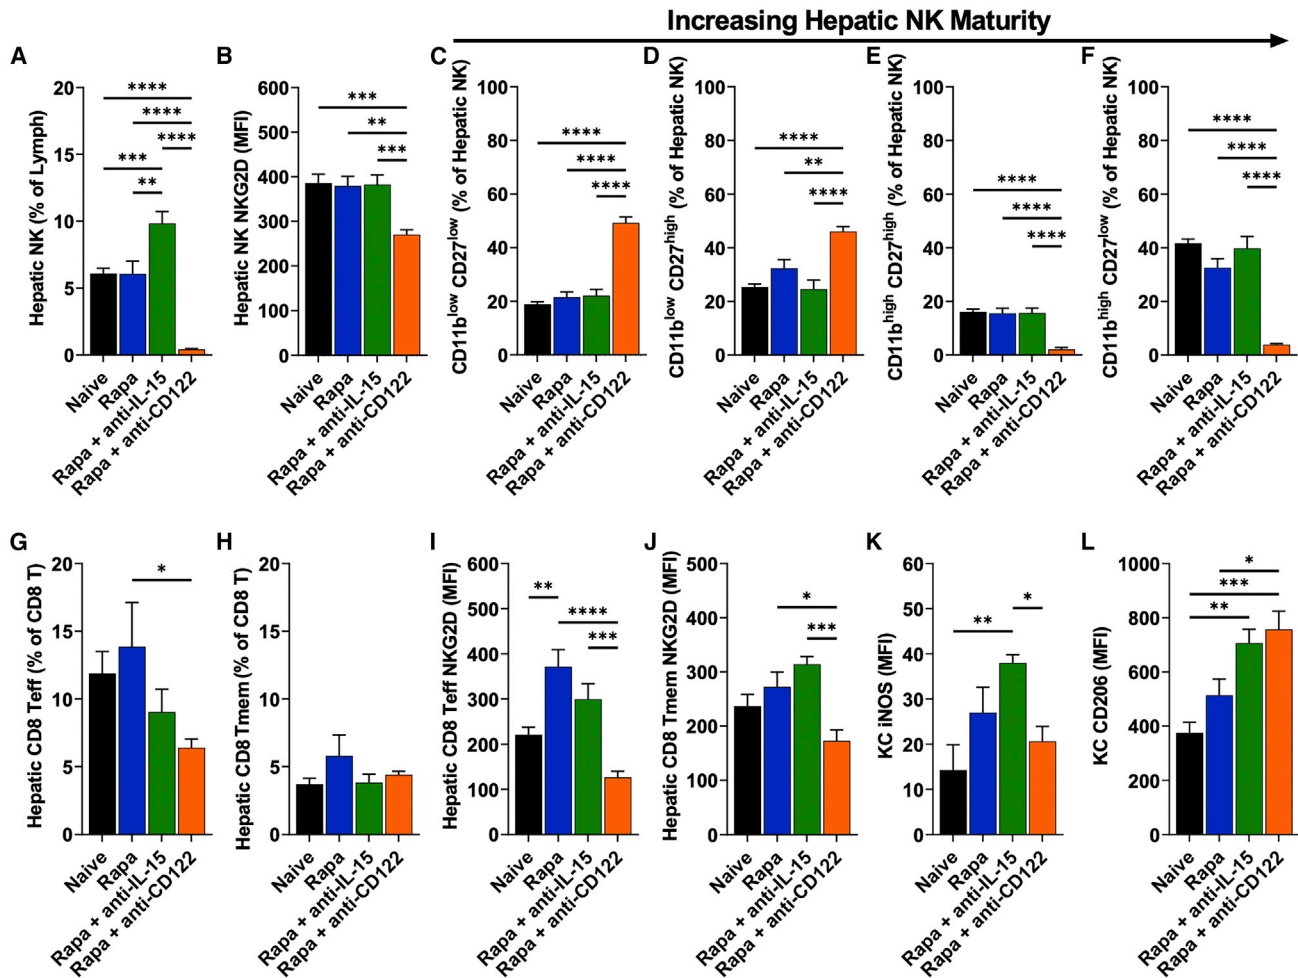 Increasing Hepatic NK Maturity
A
Hepatic NK (% of Lymph)
20
15
10
5
0
****
****
****
***
**
Naive
Rapa
Rapa + anti-IL-15
Rapa + anti-CD122
B
Hepatic NK NKG2D (MFI)
600
500
400
300
200
100
0
***
**
***
Naive
Rapa
Rapa + anti-IL-15
Rapa + anti-CD122
C
CD11b^low CD27^low (% of Hepatic NK)
100
80
60
40
20
0
****
****
****
Naive
Rapa
Rapa + anti-IL-15
Rapa + anti-CD122
D
CD11b^low CD27^high (% of Hepatic NK)
100
80
60
40
20
0
****
**
****
Naive
Rapa
Rapa + anti-IL-15
Rapa + anti-CD122
E
CD11b^high CD27^high (% of Hepatic NK)
100
80
60
40
20
0
****
****
****
Naive
Rapa
Rapa + anti-IL-15
Rapa + anti-CD122
F
CD11b^high CD27^low (% of Hepatic NK)
100
80
60
40
20
0
****
****
****
Naive
Rapa
Rapa + anti-IL-15
Rapa + anti-CD122
G
Hepatic CD8 Teff (% of CD8 T)
20
15
10
5
0
*
Naive
Rapa
Rapa + anti-IL-15
Rapa + anti-CD122
H
Hepatic CD8 Tmem (% of CD8 T)
20
15
10
5
0
Naive
Rapa
Rapa + anti-IL-15
Rapa + anti-CD122
I
Hepatic CD8 Teff NKG2D (MFI)
600
500
400
300
200
100
0
**
****
***
Naive
Rapa
Rapa + anti-IL-15
Rapa + anti-CD122
J
Hepatic CD8 Tmem NKG2D (MFI)
500
400
300
200
100
0
*
***
Naive
Rapa
Rapa + anti-IL-15
Rapa + anti-CD122
K
KC iNOS (MFI)
60
50
40
30
20
10
0
**
*
Naive
Rapa
Rapa + anti-IL-15
Rapa + anti-CD122
L
KC CD206 (MFI)
1000
800
600
400
200
0
*
***
**
Naive
Rapa
Rapa + anti-IL-15
Rapa + anti-CD122